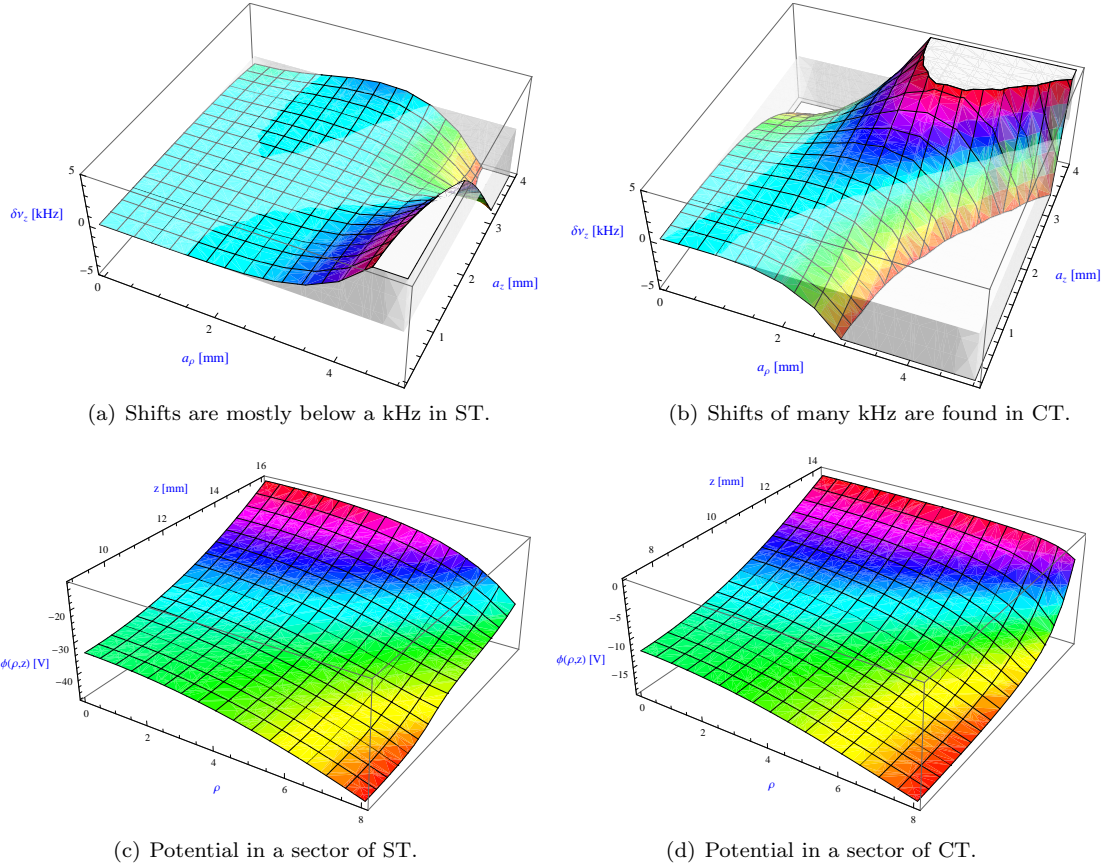 5
0
−5
δν_z [kHz]
0
2
4
a_ρ [mm]
1
2
3
4
a_z [mm]
(a) Shifts are mostly below a kHz in ST.
5
0
−5
δν_z [kHz]
0
2
4
a_ρ [mm]
1
2
3
4
a_z [mm]
(b) Shifts of many kHz are found in CT.
16
14
12
10
z [mm]
−20
−30
−40
ϕ(ρ,z) [V]
0
2
4
6
8
ρ
(c) Potential in a sector of ST.
14
12
10
8
z [mm]
0
−5
−10
−15
ϕ(ρ,z) [V]
0
2
4
6
8
ρ
(d) Potential in a sector of CT.